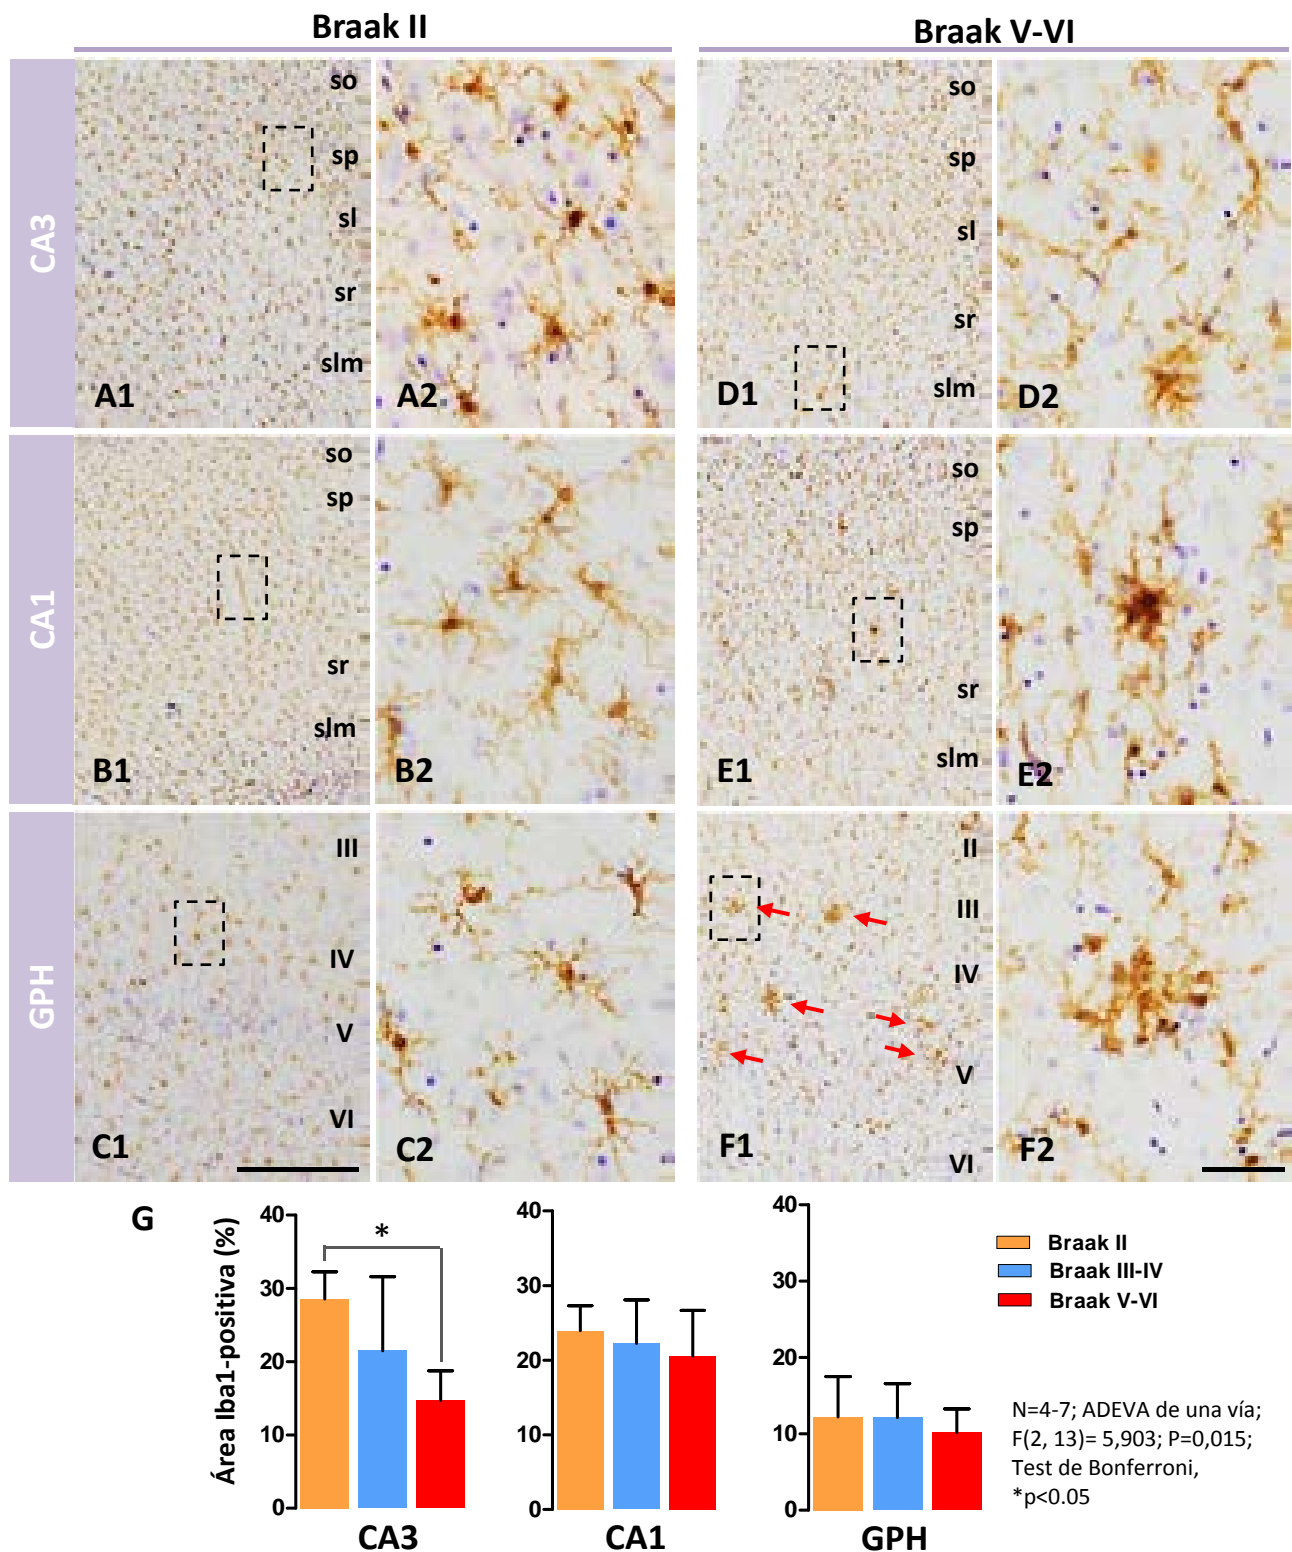 Braak II
Braak V-VI
CA3
so
sp
sl
sr
slm
A1
A2
so
sp
sl
sr
slm
D1
D2
CA1
so
sp
sr
slm
B1
B2
so
sp
sr
slm
E1
E2
GPH
III
IV
V
VI
C1
C2
II
III
IV
V
VI
F1
F2
G
Área Iba1-positiva (%)
40
30
20
10
0
*
CA3
40
30
20
10
0
CA1
40
30
20
10
0
GPH
Braak II
Braak III-IV
Braak V-VI
N=4-7; ADEVA de una vía;
F(2, 13)= 5,903; P=0,015;
Test de Bonferroni,
*p<0.05